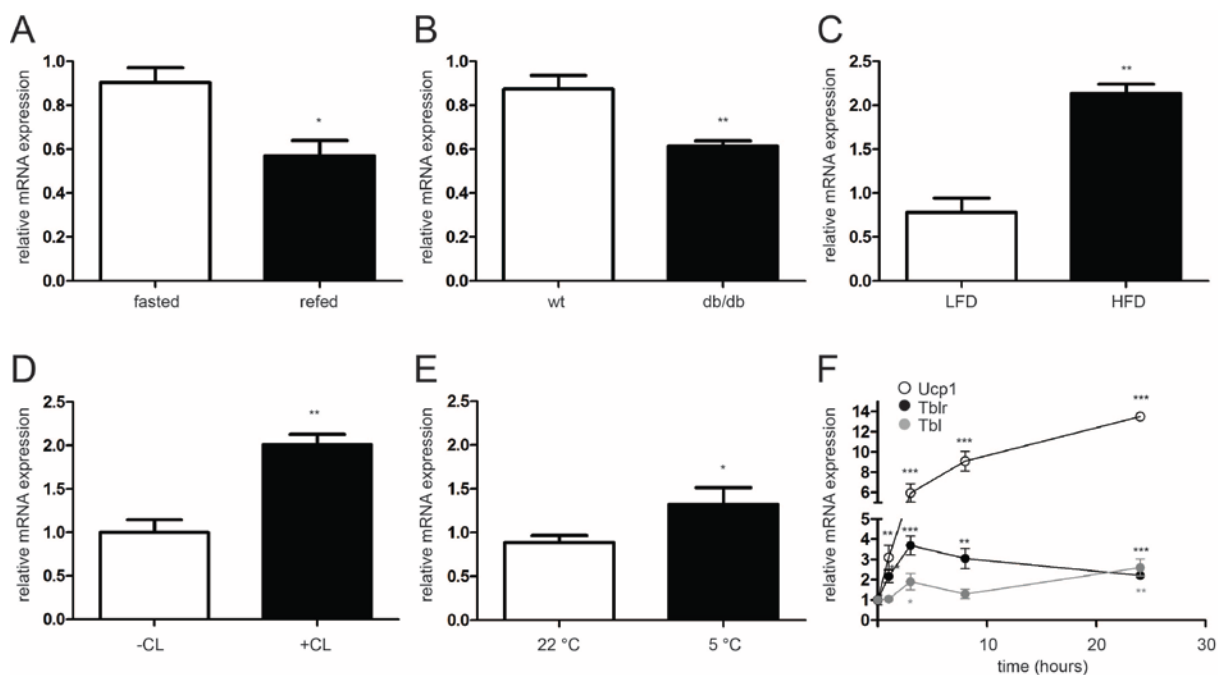 A
relative mRNA expression
1.0
0.8
0.6
0.4
0.2
0.0
*
fasted
refed
B
relative mRNA expression
1.0
0.8
0.6
0.4
0.2
0.0
**
wt
db/db
C
relative mRNA expression
2.5
2.0
1.5
1.0
0.5
0.0
**
LFD
HFD
D
relative mRNA expression
2.5
2.0
1.5
1.0
0.5
0.0
**
-CL
+CL
E
relative mRNA expression
2.5
2.0
1.5
1.0
0.5
0.0
*
22 °C
5 °C
F
relative mRNA expression
Ucp1
Tblr
Tbl
14
12
10
8
6
5
4
3
2
1
0
***
***
***
**
***
**
***
*
**
10
20
30
time (hours)